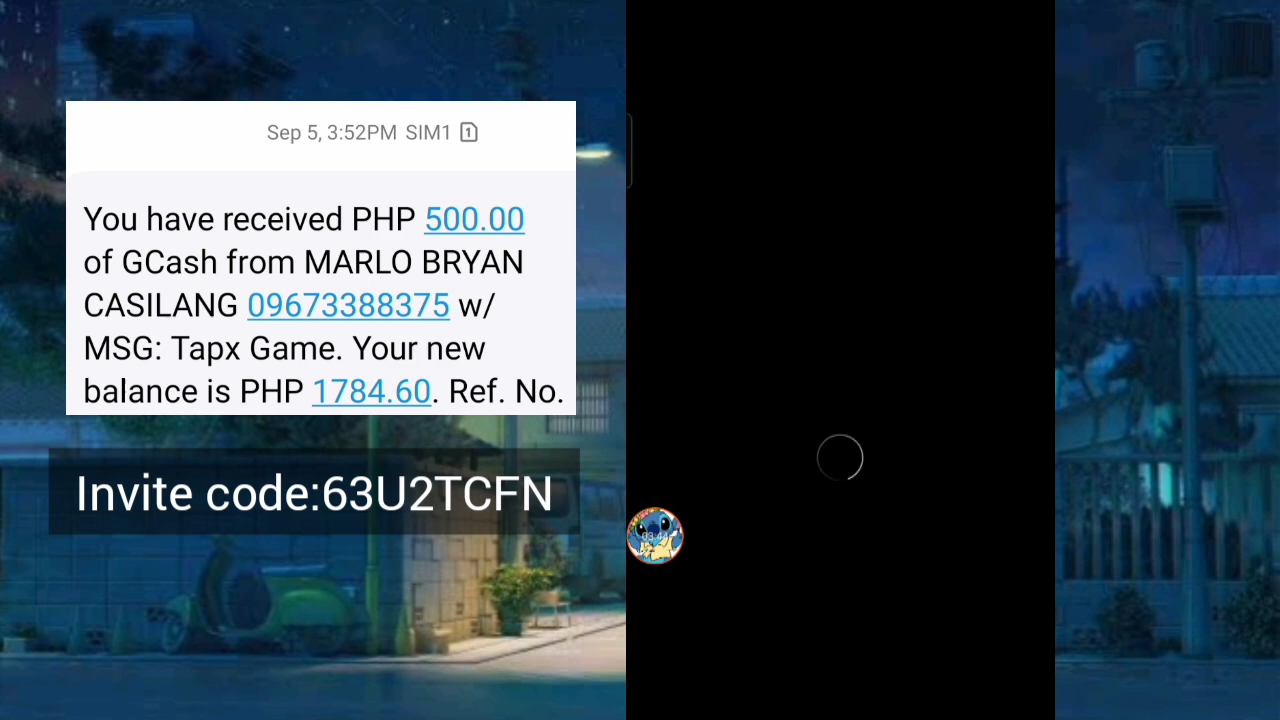 Sep 5, 3:52PM SIM1 1
You have received PHP 500.00
of GCash from MARLO BRYAN
CASILANG 09673388375 w/
MSG: Tapx Game. Your new
balance is PHP 1784.60. Ref. No.
Invite code:63U2TCFN